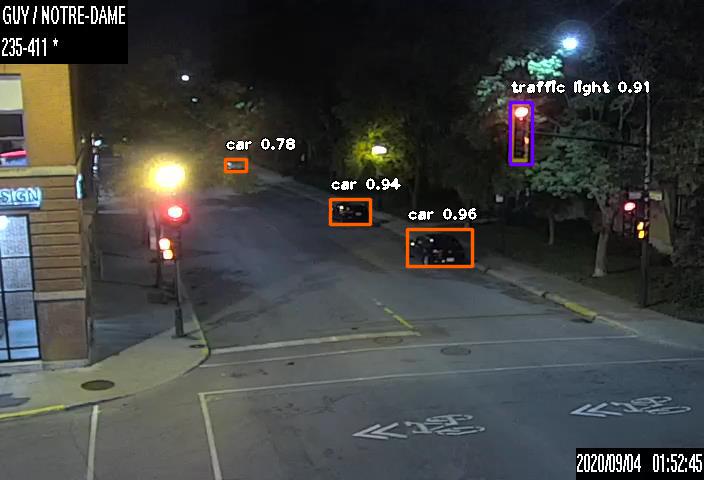 GUY / NOTRE-DAME
235-411 *
traffic light 0.91
car 0.78
car 0.94
SIGN
car 0.96
2020/09/04 01:52:45